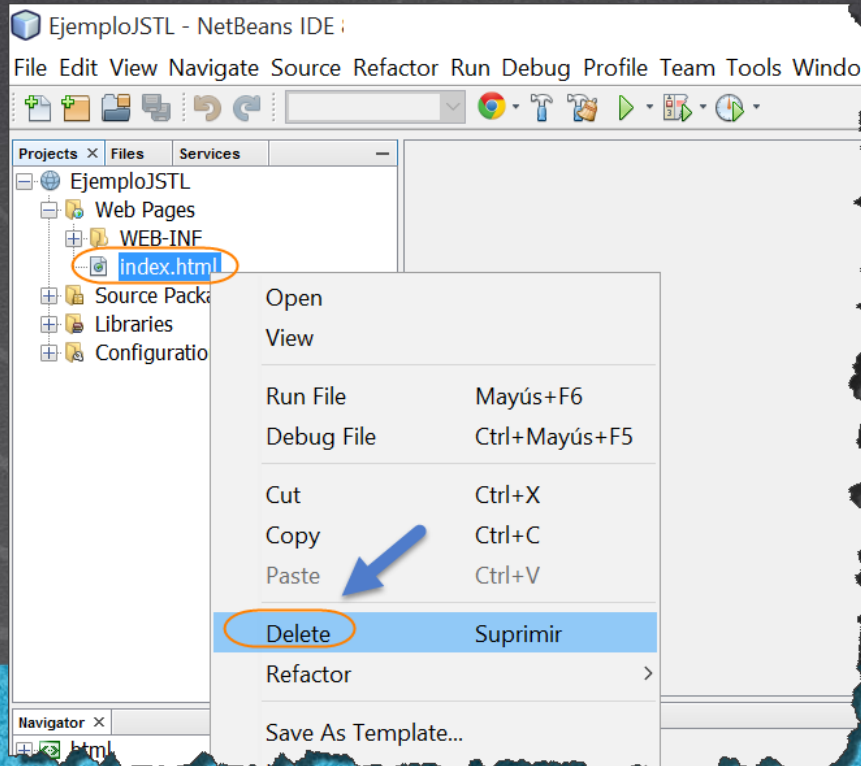 EjemploJSTL - NetBeans IDE
File Edit View Navigate Source Refactor Run Debug Profile Team Tools Windo
Projects Files Services
EjemploJSTL
Web Pages
WEB-INF
index.html
Source Packa
Libraries
Configuratio
Open
View
Run File Mayús+F6
Debug File Ctrl+Mayús+F5
Cut Ctrl+X
Copy Ctrl+C
Paste Ctrl+V
Delete Suprimir
Refactor
Save As Template...
Navigator
html